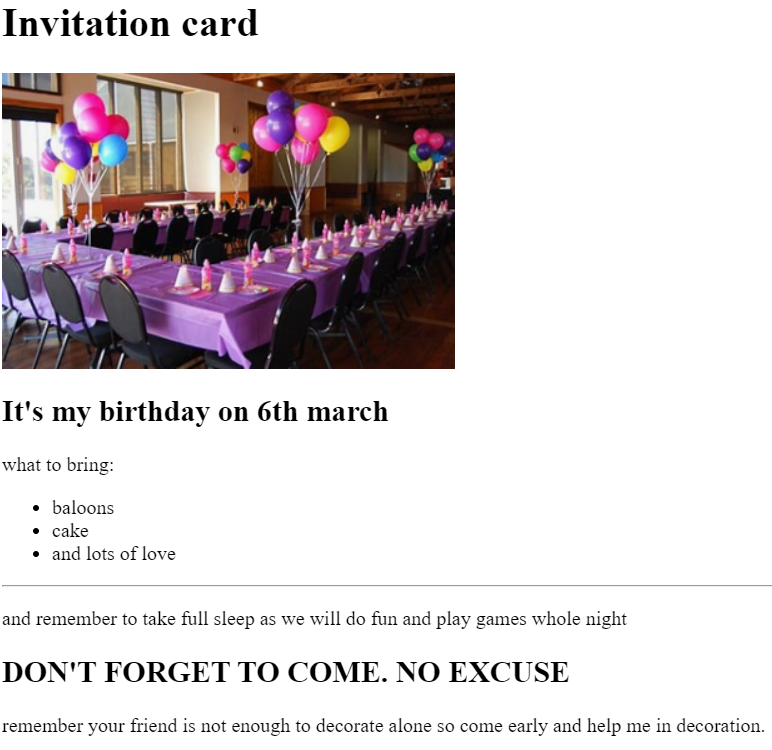 Invitation card
It's my birthday on 6th march
what to bring:
baloons
cake
and lots of love
and remember to take full sleep as we will do fun and play games whole night
DON'T FORGET TO COME. NO EXCUSE
remember your friend is not enough to decorate alone so come early and help me in decoration.